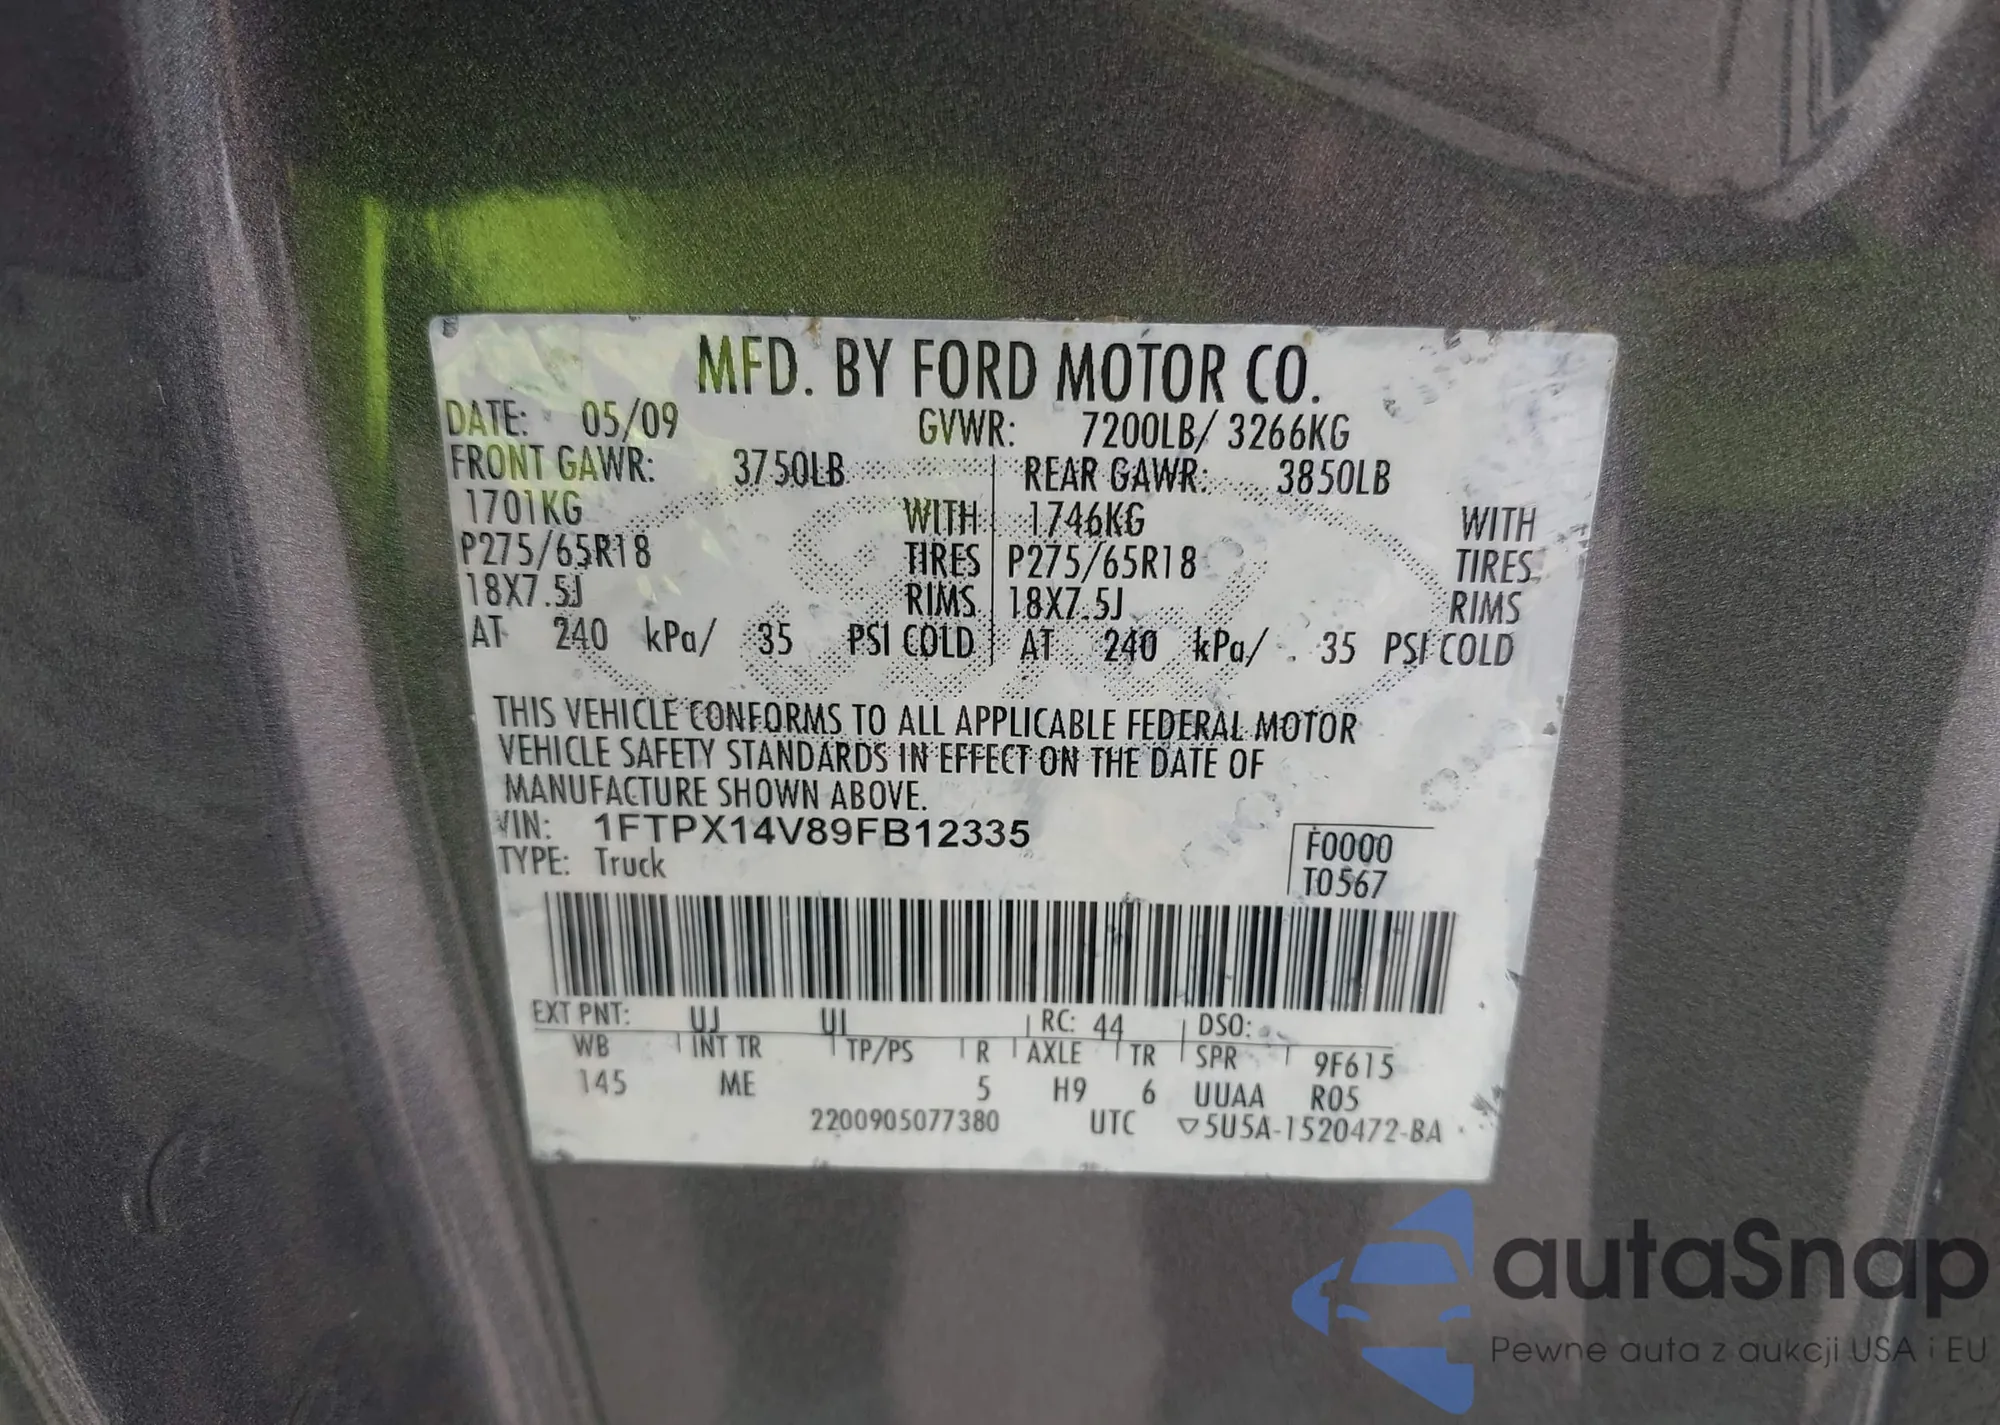 MFD. BY FORD MOTOR CO.
DATE: 05/09 GVWR: 7200LB/ 3266KG
FRONT GAWR: 3750LB REAR GAWR: 3850LB
1701KG WITH 1746KG WITH
P275/65R18 TIRES P275/65R18 TIRES
18X7.5J RIMS 18X7.5J RIMS
AT 240 kPa/ 35 PSI COLD AT 240 kPa/ 35 PSI COLD
THIS VEHICLE CONFORMS TO ALL APPLICABLE FEDERAL MOTOR
VEHICLE SAFETY STANDARDS IN EFFECT ON THE DATE OF
MANUFACTURE SHOWN ABOVE.
VIN: 1FTPX14V89FB12335
TYPE: Truck
F0000
T0567
EXT PNT: UJ UJ RC: 44 DSO:
WB INT TR TP/PS R AXLE TR SPR 9F615
145 ME 5 H9 6 UUAA R05
2200905077380 UTC ▽5U5A-1520472-BA
autaSnap
Pewne auta z aukcji USA i EU